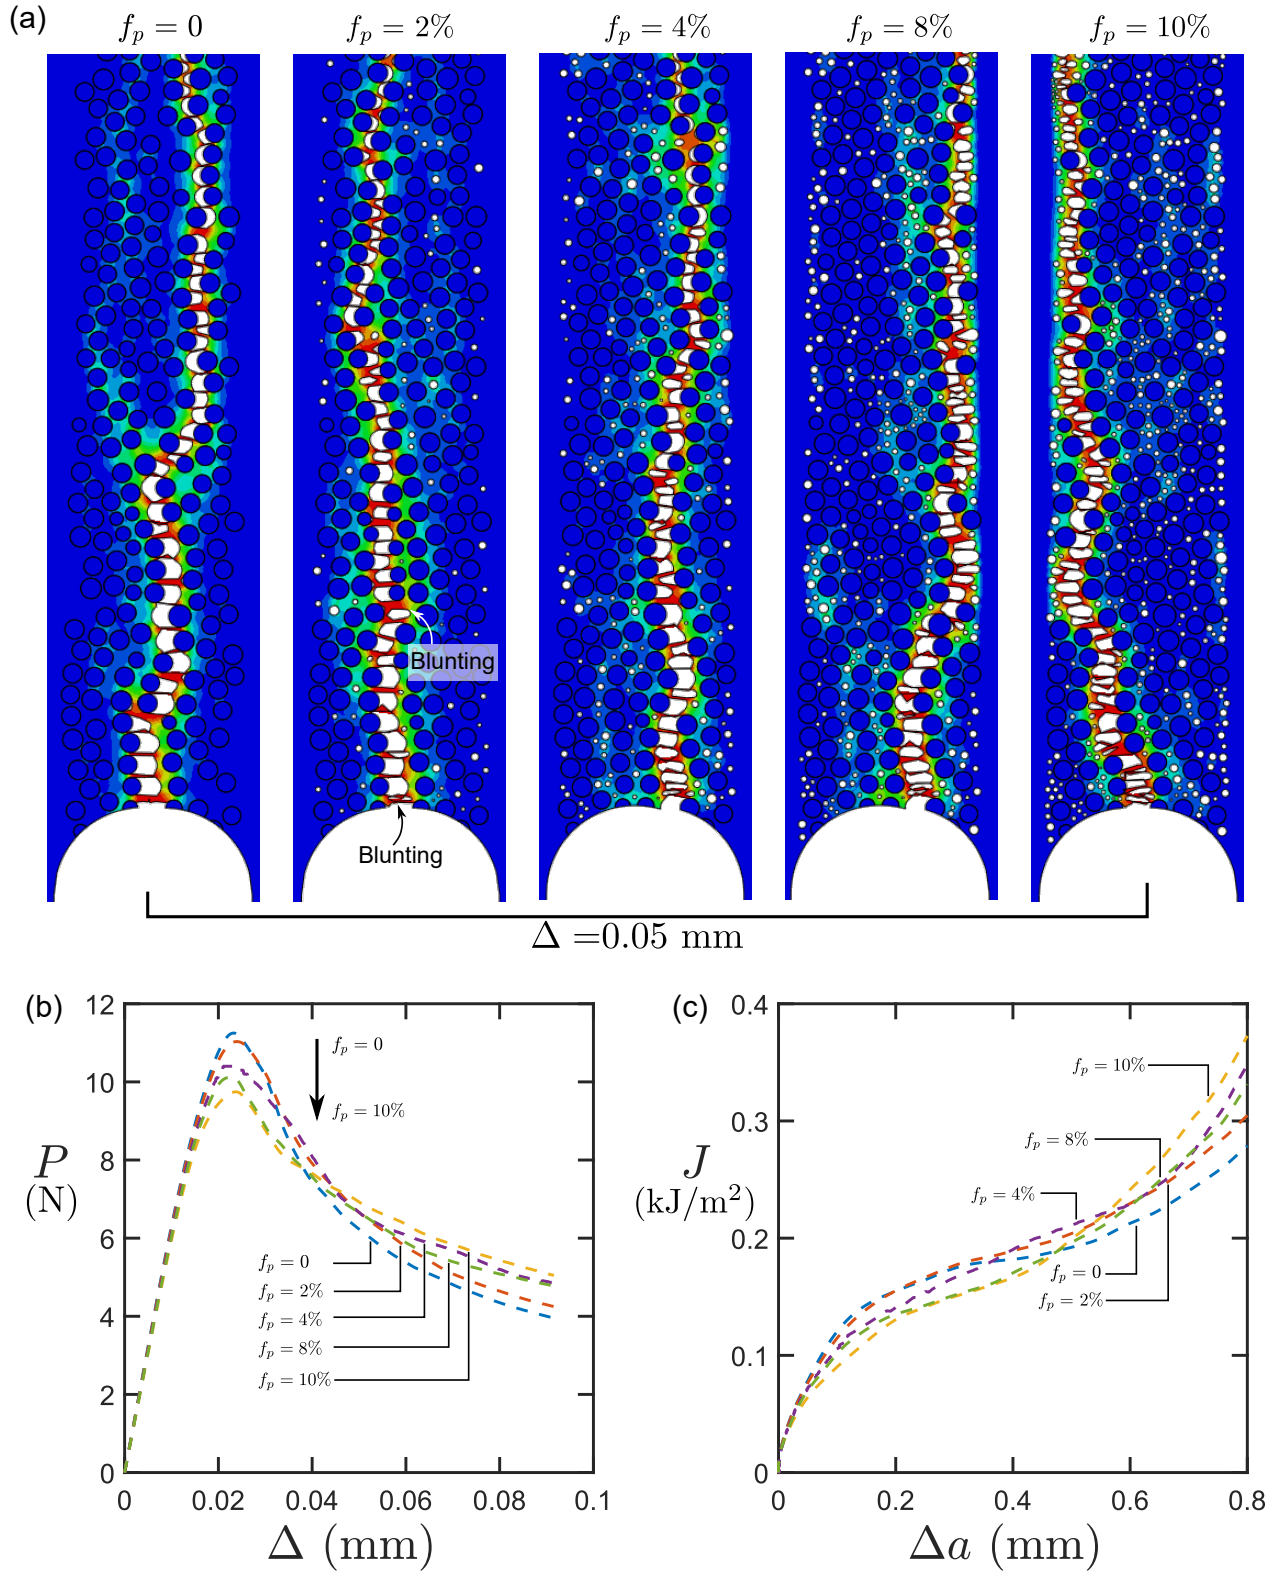 (a)
f_p = 0
f_p = 2%
f_p = 4%
f_p = 8%
f_p = 10%
Blunting
Blunting
Δ =0.05 mm
(b)
12
10
8
6
4
2
0
P
(N)
f_p = 0
f_p = 10%
f_p = 0
f_p = 2%
f_p = 4%
f_p = 8%
f_p = 10%
0
0.02
0.04
0.06
0.08
0.1
Δ (mm)
(c)
0.4
0.3
0.2
0.1
0
J
(kJ/m²)
f_p = 10%
f_p = 8%
f_p = 4%
f_p = 0
f_p = 2%
0
0.2
0.4
0.6
0.8
Δa (mm)